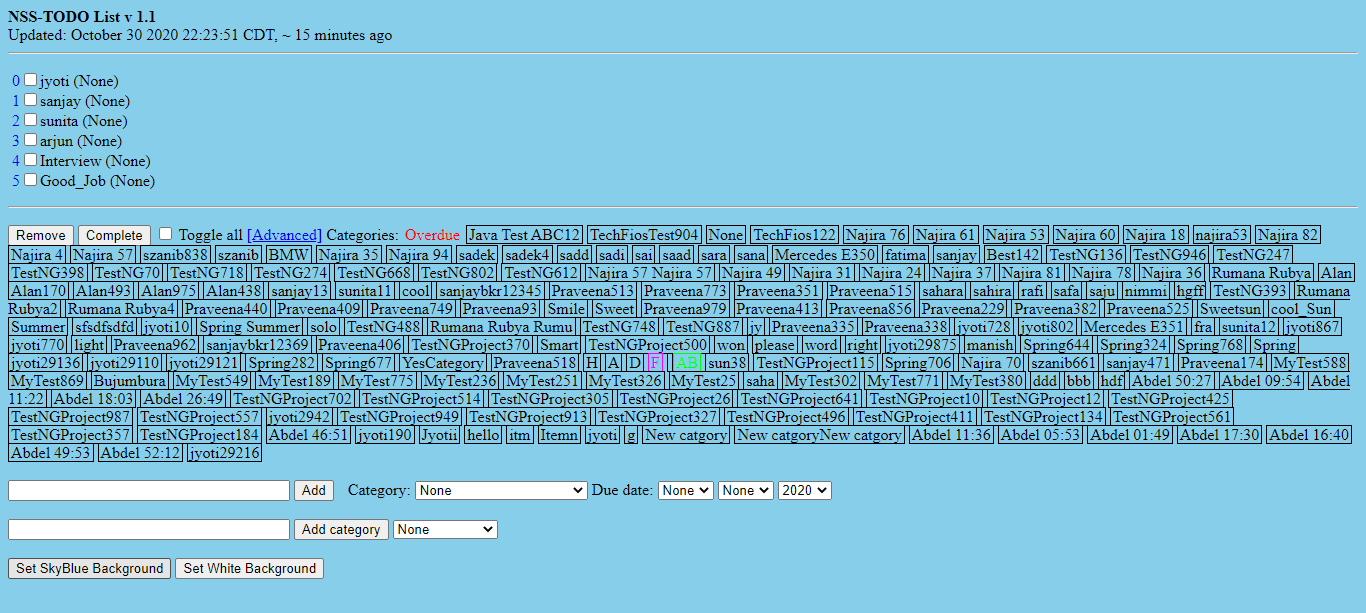 NSS-TODO List v 1.1
Updated: October 30 2020 22:23:51 CDT, ~ 15 minutes ago
0 jyoti (None)
1 sanjay (None)
2 sunita (None)
3 arjun (None)
4 Interview (None)
5 Good_Job (None)
Remove Complete Toggle all [Advanced] Categories: Overdue Java Test ABC12 TechFiosTest904 None TechFios122 Najira 76 Najira 61 Najira 53 Najira 60 Najira 18 najira53 Najira 82
Najira 4 Najira 57 szanib838 szanib BMW Najira 35 Najira 94 sadek sadek4 sadd sadi sai saad sara sana Mercedes E350 fatima sanjay Best142 TestNG136 TestNG946 TestNG247
TestNG398 TestNG70 TestNG718 TestNG274 TestNG668 TestNG802 TestNG612 Najira 57 Najira 57 Najira 49 Najira 31 Najira 24 Najira 37 Najira 81 Najira 78 Najira 36 Rumana Rubya Alan
Alan170 Alan493 Alan975 Alan438 sanjay13 sunita11 cool sanjaybkr12345 Praveena513 Praveena773 Praveena351 Praveena515 sahara sahira rafi safa saju nimmi hgff TestNG393 Rumana
Rubya2 Rumana Rubya4 Praveena440 Praveena409 Praveena749 Praveena93 Smile Sweet Praveena979 Praveena413 Praveena856 Praveena229 Praveena382 Praveena525 Sweetsun cool_Sun
Summer sfsdfsdfd jyoti10 Spring Summer solo TestNG488 Rumana Rubya Rumu TestNG748 TestNG887 jy Praveena335 Praveena338 jyoti728 jyoti802 Mercedes E351 fra sunita12 jyoti867
jyoti770 light Praveena962 sanjaybkr12369 Praveena406 TestNGProject370 Smart TestNGProject500 won please word right jyoti29875 manish Spring644 Spring324 Spring768 Spring
jyoti29136 jyoti29110 jyoti29121 Spring282 Spring677 YesCategory Praveena518 H A D F AB sun38 TestNGProject115 Spring706 Najira 70 szanib661 sanjay471 Praveena174 MyTest588
MyTest869 Bujumbura MyTest549 MyTest189 MyTest775 MyTest236 MyTest251 MyTest326 MyTest25 saha MyTest302 MyTest771 MyTest380 ddd bbb hdf Abdel 50:27 Abdel 09:54 Abdel
11:22 Abdel 18:03 Abdel 26:49 TestNGProject702 TestNGProject514 TestNGProject305 TestNGProject26 TestNGProject641 TestNGProject10 TestNGProject12 TestNGProject425
TestNGProject987 TestNGProject557 jyoti2942 TestNGProject949 TestNGProject913 TestNGProject327 TestNGProject496 TestNGProject411 TestNGProject134 TestNGProject561
TestNGProject357 TestNGProject184 Abdel 46:51 jyoti190 Jyotii hello itm Itemn jyoti g New catgory New catgoryNew catgory Abdel 11:36 Abdel 05:53 Abdel 01:49 Abdel 17:30 Abdel 16:40
Abdel 49:53 Abdel 52:12 jyoti29216
Add Category: None Due date: None None 2020
Add category None
Set SkyBlue Background Set White Background